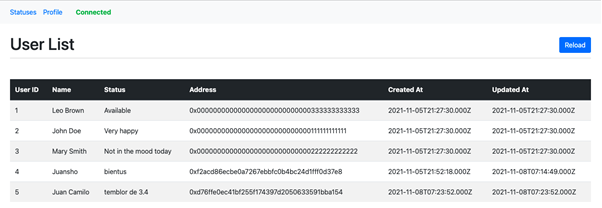 Statuses Profile Connected
User List
Reload
User ID Name Status Address Created At Updated At
1 Leo Brown Available 2021-11-05T21:27:30.000Z 2021-11-05T21:27:30.000Z
2 John Doe Very happy 2021-11-05T21:27:30.000Z 2021-11-05T21:27:30.000Z
3 Mary Smith Not in the mood today 2021-11-05T21:27:30.000Z 2021-11-05T21:27:30.000Z
4 Juansho bientus 0xf2acd86ecbe0a7267ebbfc0b4bc24d1fff0d37e8 2021-11-05T21:52:18.000Z 2021-11-08T07:14:49.000Z
5 Juan Camilo temblor de 3.4 0xd76ffe0ec41bf255f174397d2050633591bba154 2021-11-08T07:23:52.000Z 2021-11-08T07:23:52.000Z